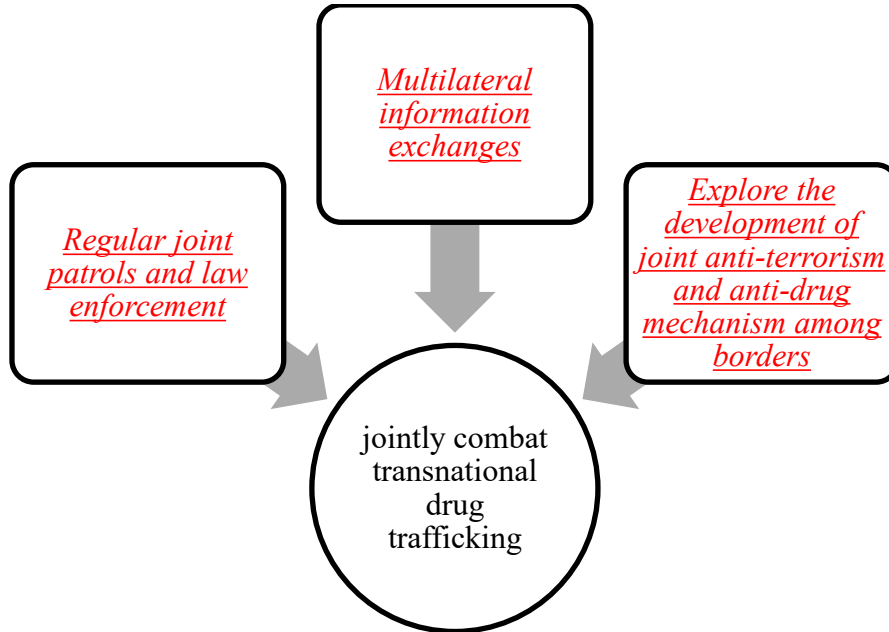 Multilateral
information
exchanges
Regular joint
patrols and law
enforcement
Explore the
development of
joint anti-terrorism
and anti-drug
mechanism among
borders
jointly combat
transnational
drug
trafficking